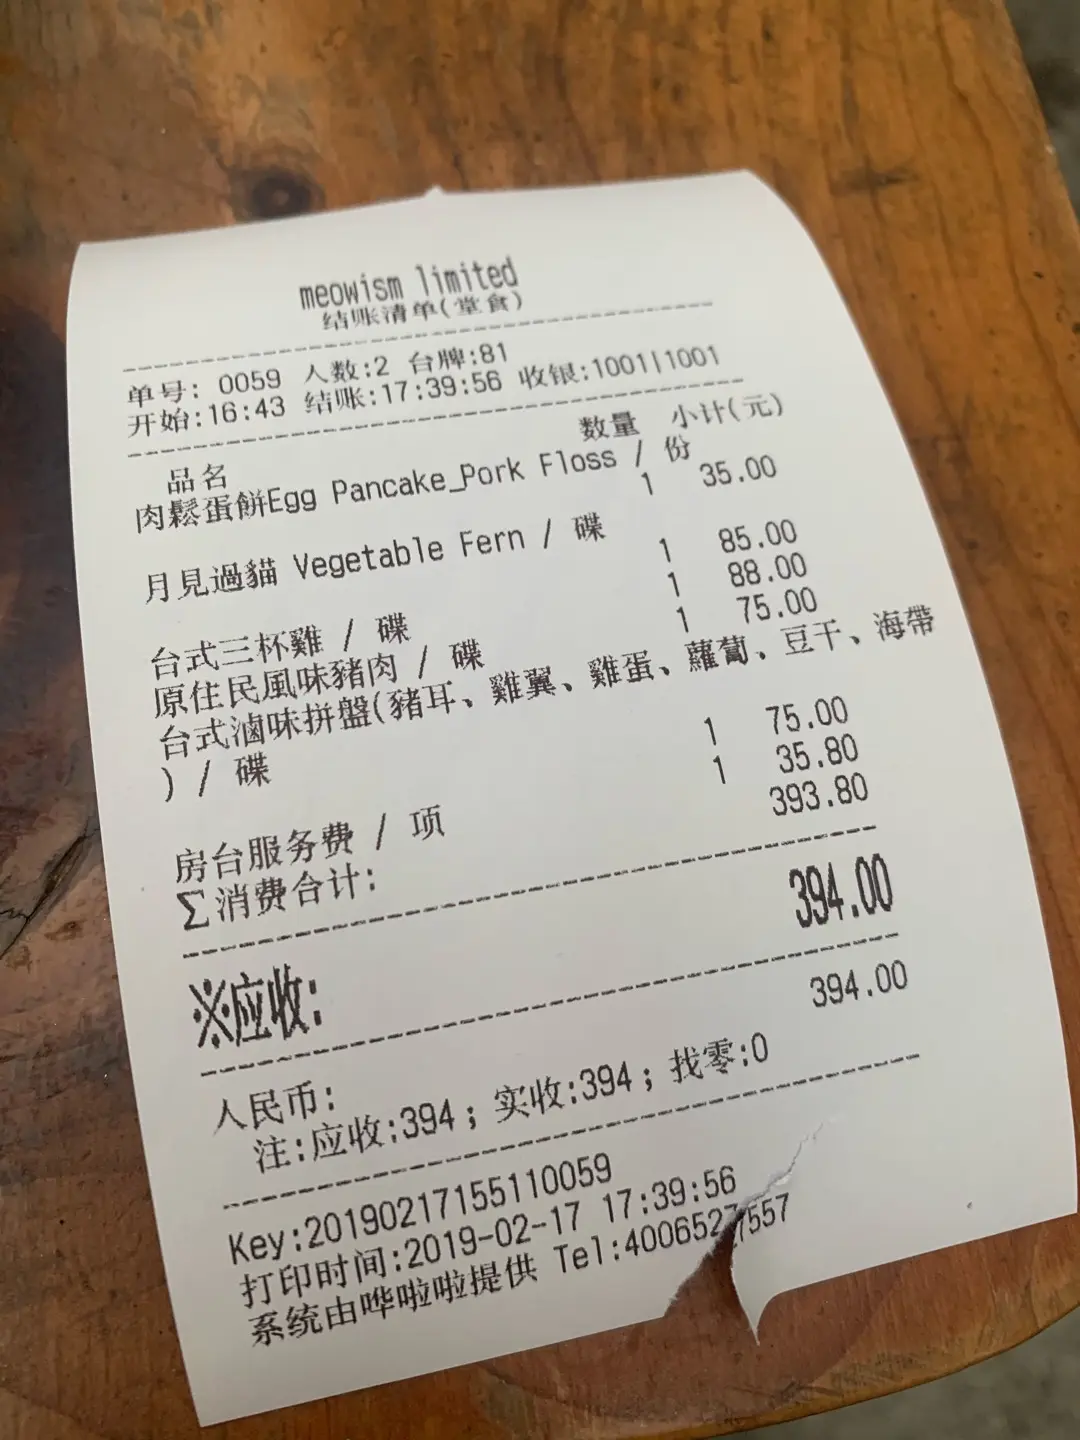 meowism limited
结账清单(堂食)
单号: 0059 人数:2 台牌:81
开始:16:43 结账:17:39:56 收银:1001||1001
品名 数量 小计(元)
肉鬆蛋餅Egg Pancake_Pork Floss / 份
1 35.00
月見過貓 Vegetable Fern / 碟
1 85.00
台式三杯雞 / 碟 1 88.00
原住民風味豬肉 / 碟 1 75.00
台式滷味拼盤(豬耳、雞翼、雞蛋、蘿蔔、豆干、海帶
) / 碟 1 75.00
房台服务费 / 项 1 35.80
∑消费合计: 393.80
※应收: 394.00
人民币: 394.00
注:应收:394; 实收:394; 找零:0
Key:20190217155110059
打印时间:2019-02-17 17:39:56
系统由哗啦啦提供 Tel:4006527557